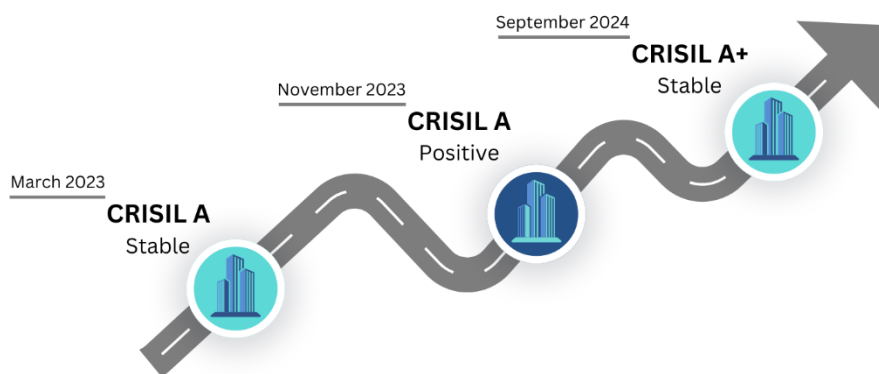 March 2023
CRISIL A
Stable
November 2023
CRISIL A
Positive
September 2024
CRISIL A+
Stable